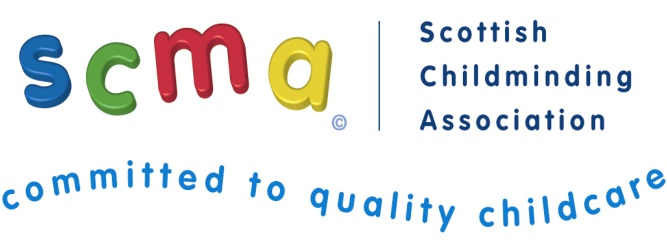 scma©
Scottish
Childminding
Association
committed to quality childcare